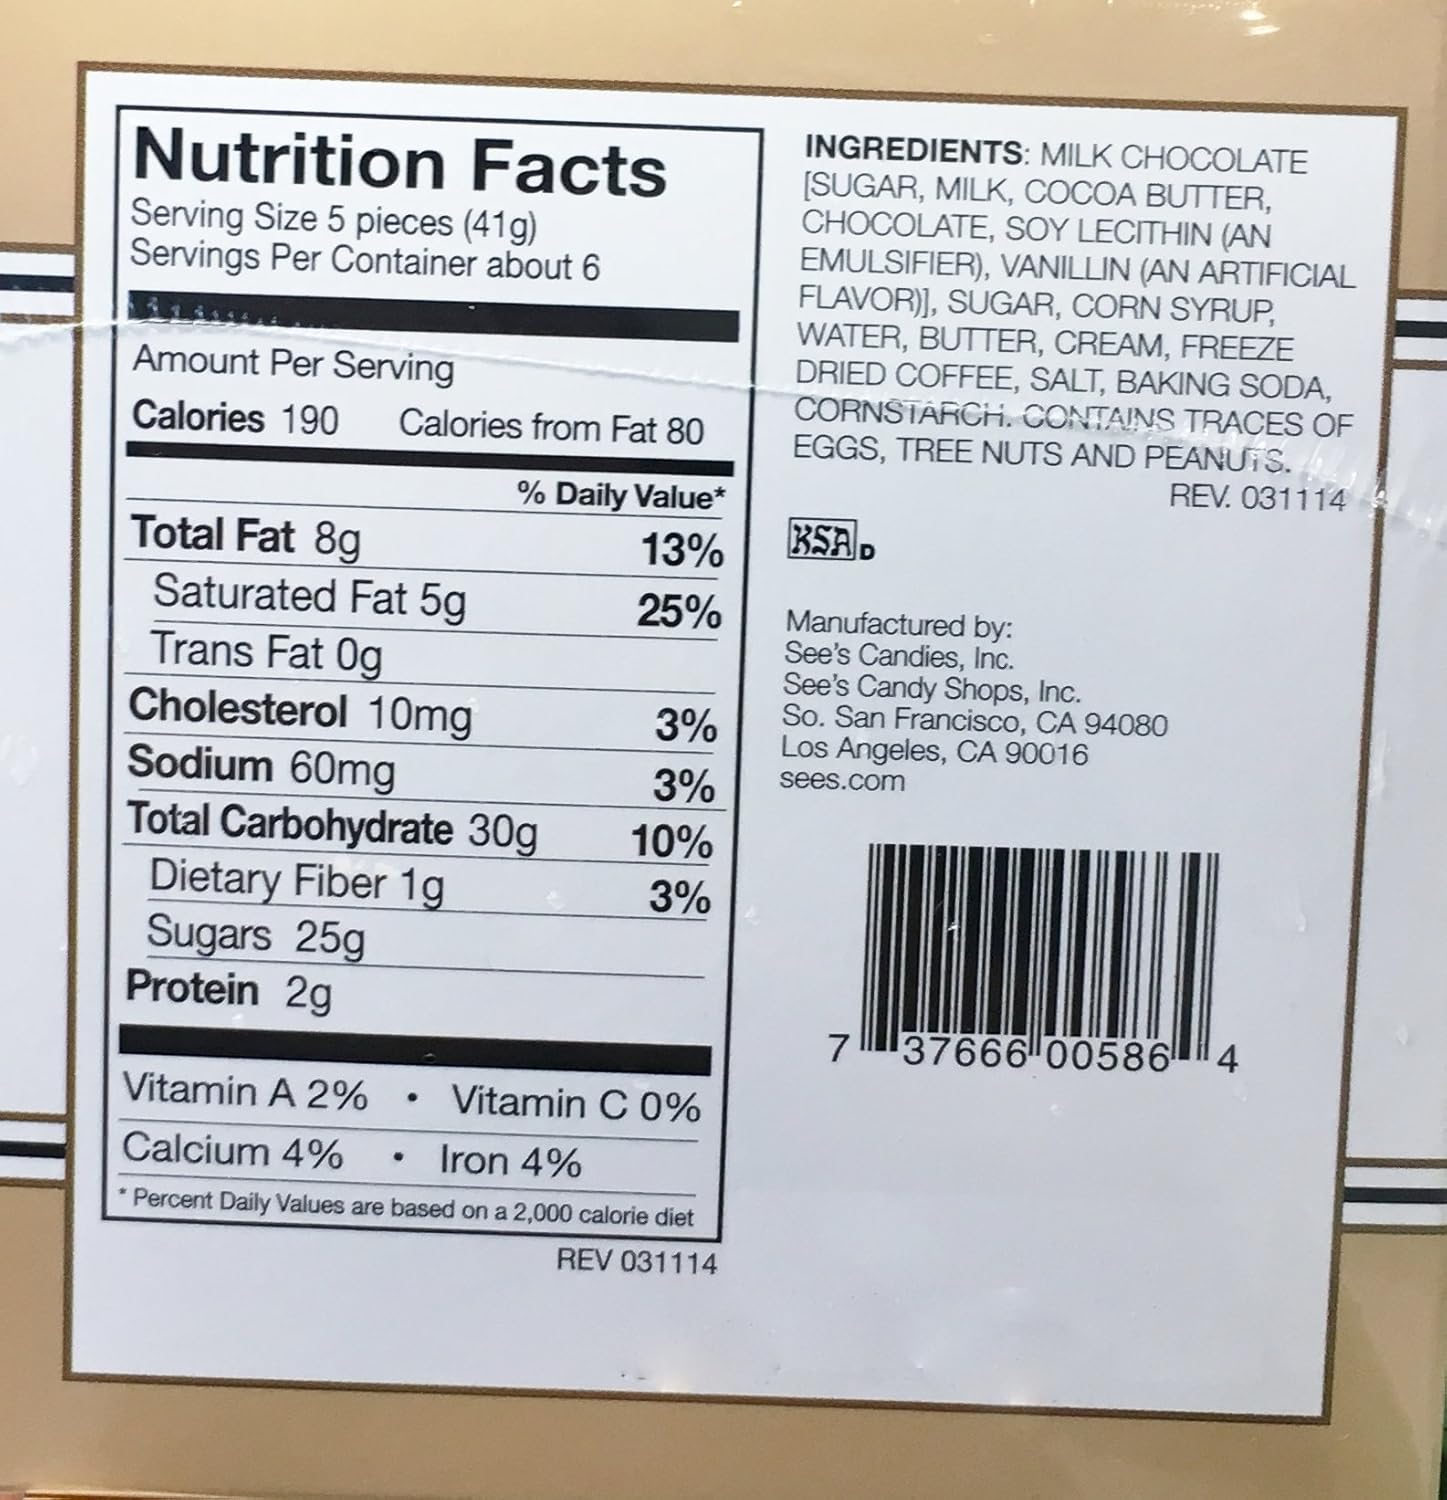 Nutrition Facts
Serving Size 5 pieces (41g)
Servings Per Container about 6
Amount Per Serving
Calories 190 Calories from Fat 80
% Daily Value*
Total Fat 8g 13%
Saturated Fat 5g 25%
Trans Fat 0g
Cholesterol 10mg 3%
Sodium 60mg 3%
Total Carbohydrate 30g 10%
Dietary Fiber 1g 3%
Sugars 25g
Protein 2g
Vitamin A 2% • Vitamin C 0%
Calcium 4% • Iron 4%
* Percent Daily Values are based on a 2,000 calorie diet
REV 031114
INGREDIENTS: MILK CHOCOLATE
[SUGAR, MILK, COCOA BUTTER,
CHOCOLATE, SOY LECITHIN (AN
EMULSIFIER), VANILLIN (AN ARTIFICIAL
FLAVOR)], SUGAR, CORN SYRUP,
WATER, BUTTER, CREAM, FREEZE
DRIED COFFEE, SALT, BAKING SODA,
CORNSTARCH. CONTAINS TRACES OF
EGGS, TREE NUTS AND PEANUTS.
REV. 031114
KSA D
Manufactured by:
See's Candies, Inc.
See's Candy Shops, Inc.
So. San Francisco, CA 94080
Los Angeles, CA 90016
sees.com
7 37666 00586 4